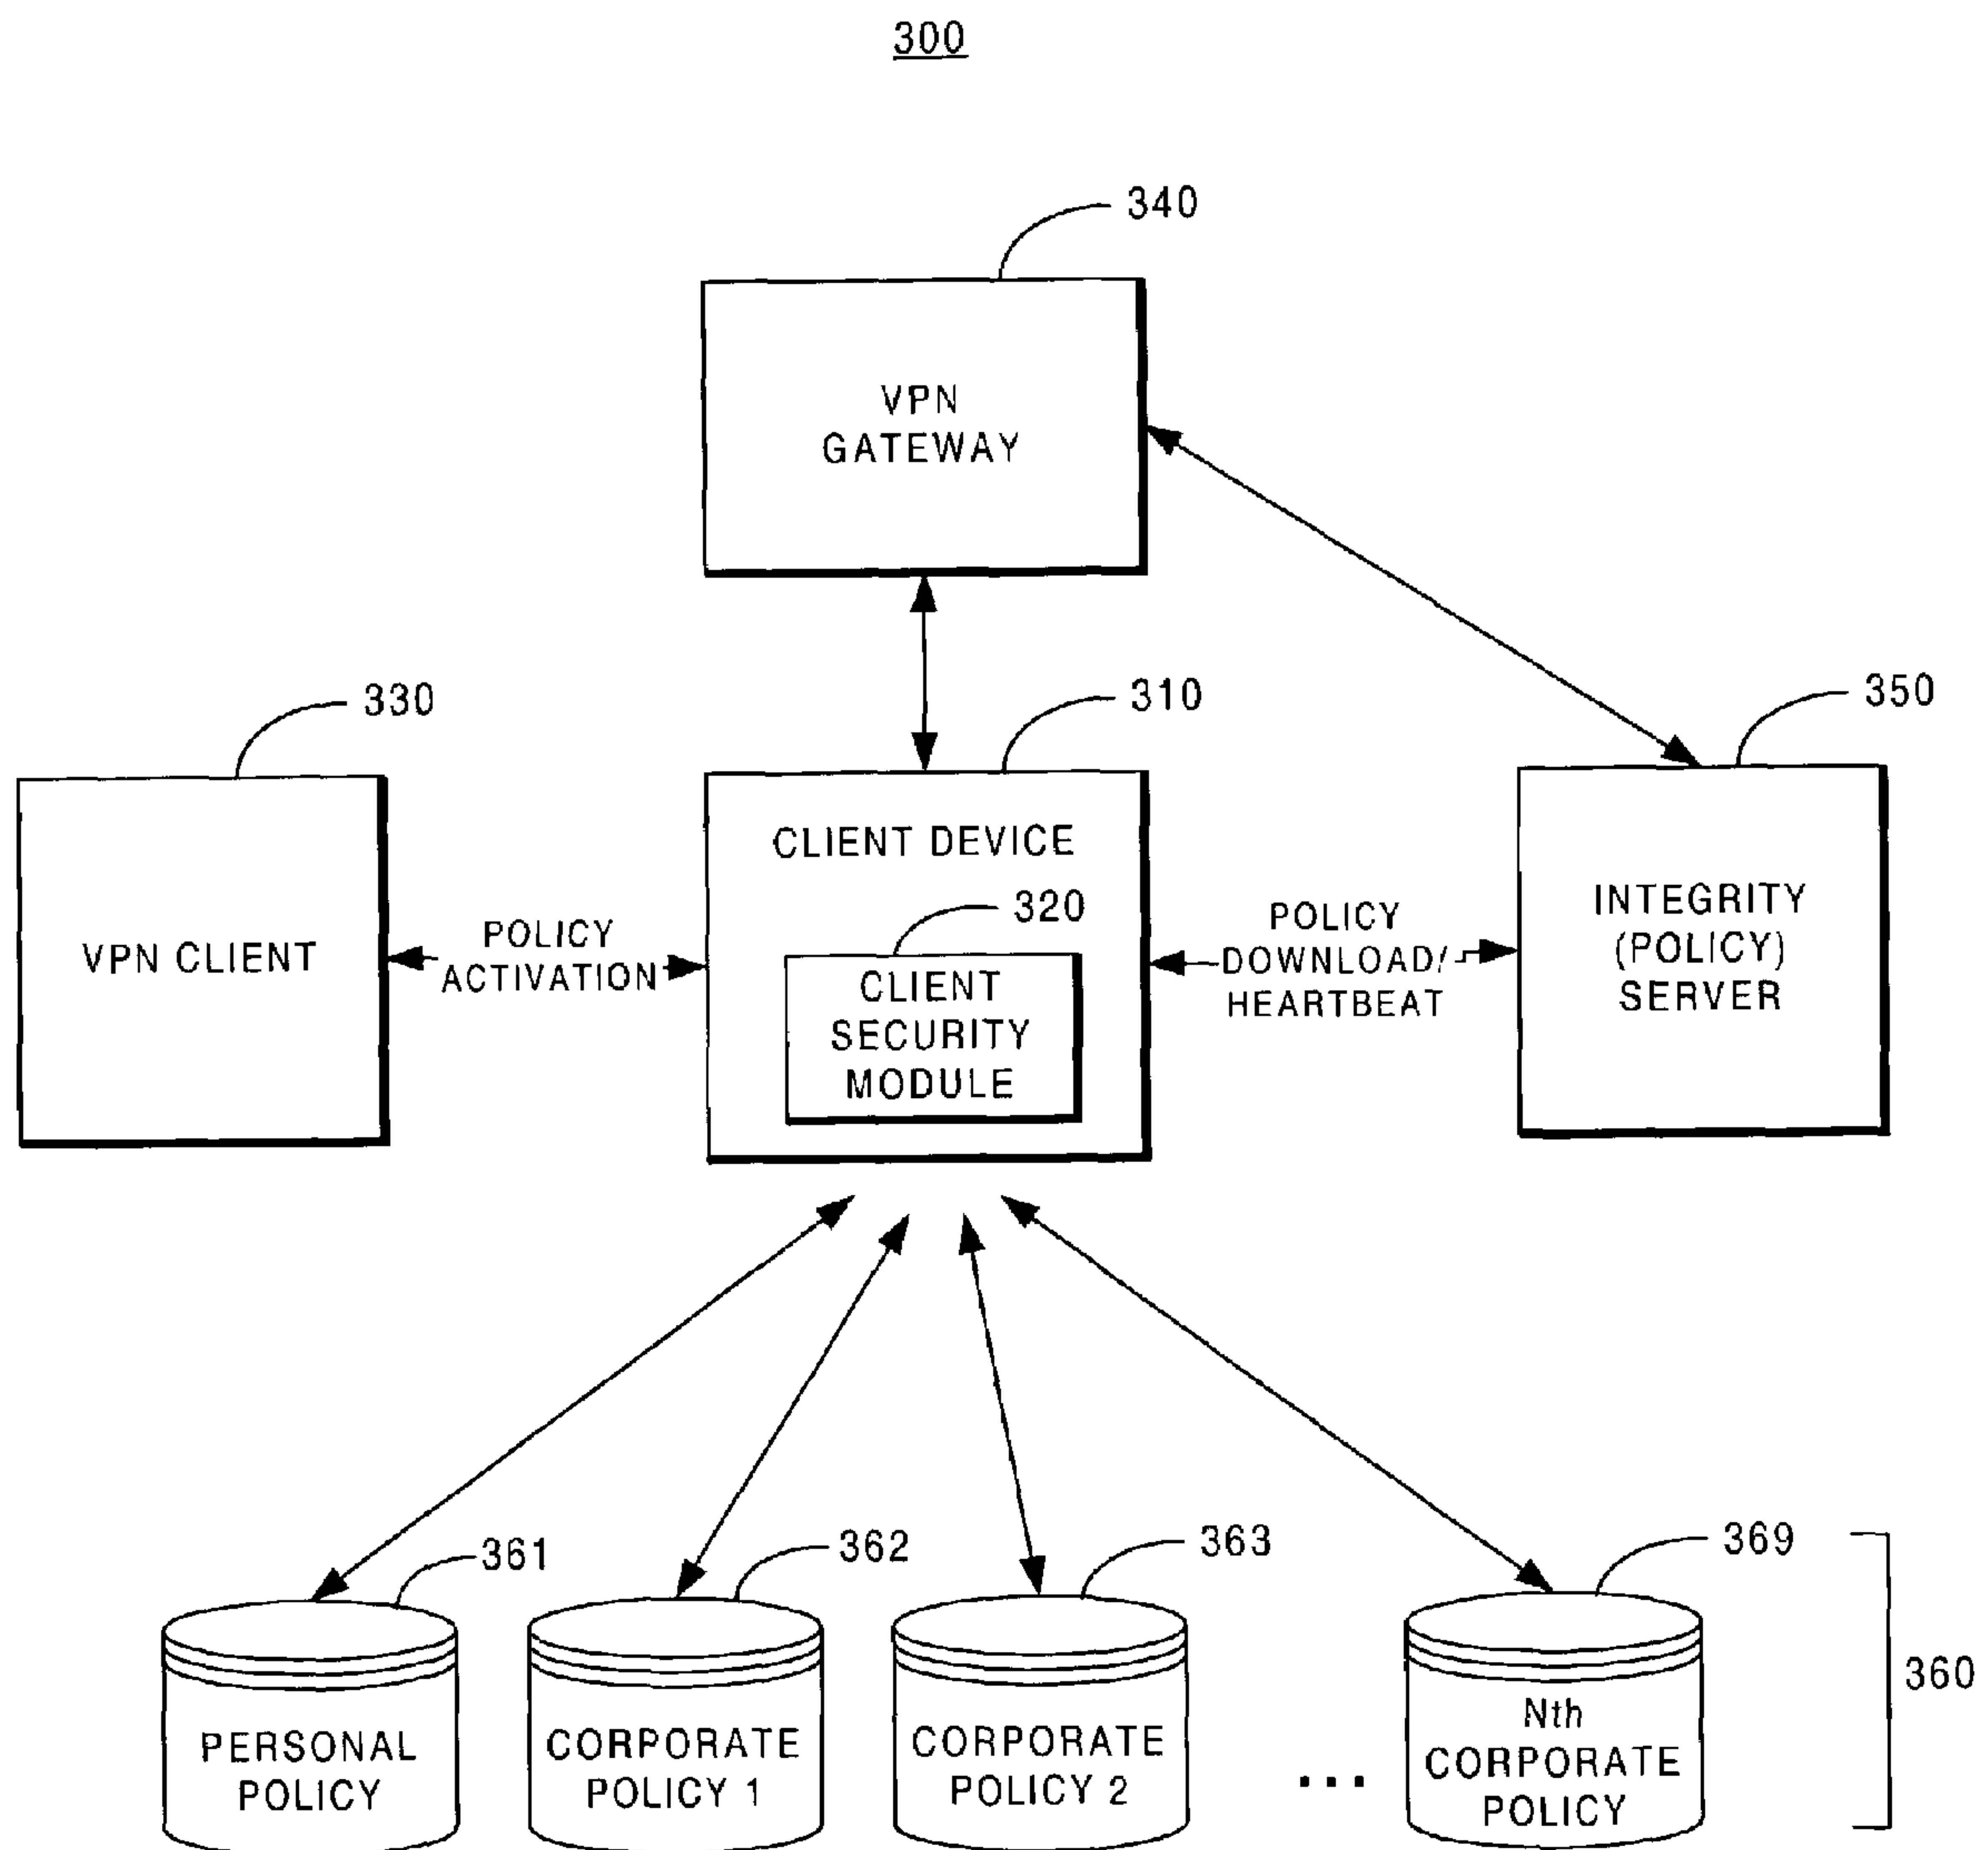 300
340
VPN
GATEWAY
330
310
350
CLIENT DEVICE
320
VPN CLIENT
POLICY
ACTIVATION
CLIENT
SECURITY
MODULE
POLICY
DOWNLOAD/
HEARTBEAT
INTEGRITY
(POLICY)
SERVER
361
362
363
369
360
PERSONAL
POLICY
CORPORATE
POLICY 1
CORPORATE
POLICY 2
...
Nth
CORPORATE
POLICY